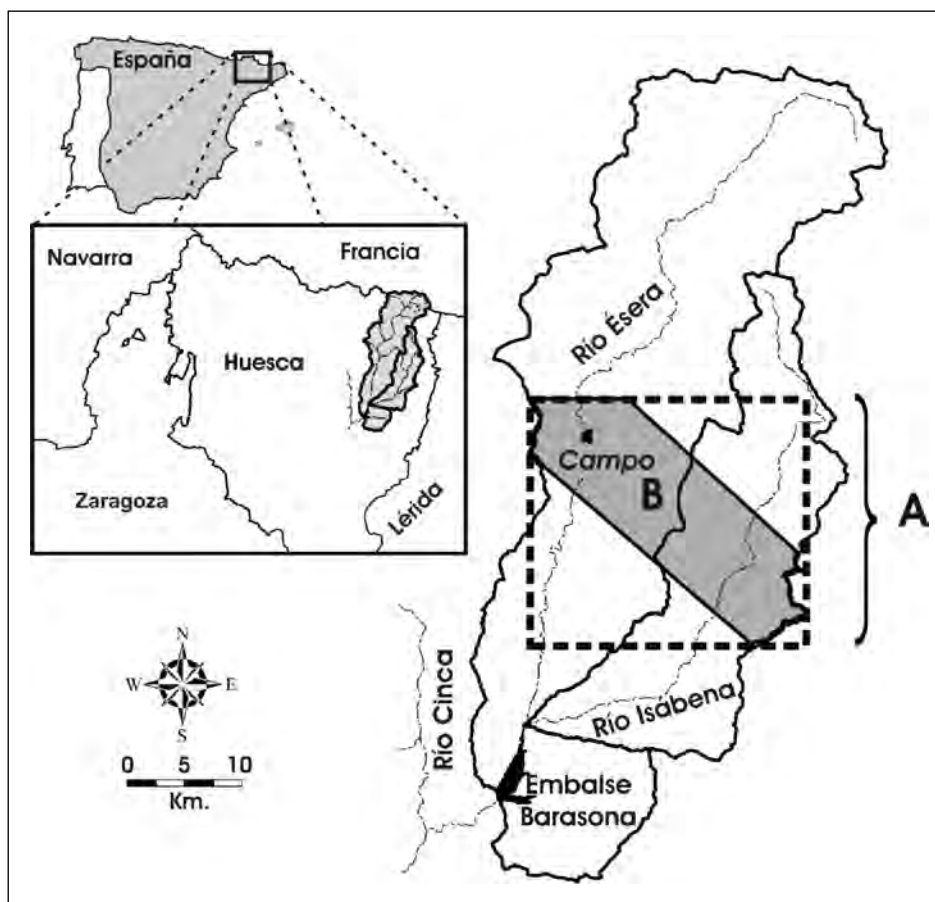 España
Navarra
Francia
Huesca
Zaragoza
Lérida
Río Ésera
Campo
B
A
Río Cinca
Río Isábena
Embalse
Barasona
N
W E
S
0 5 10
Km.